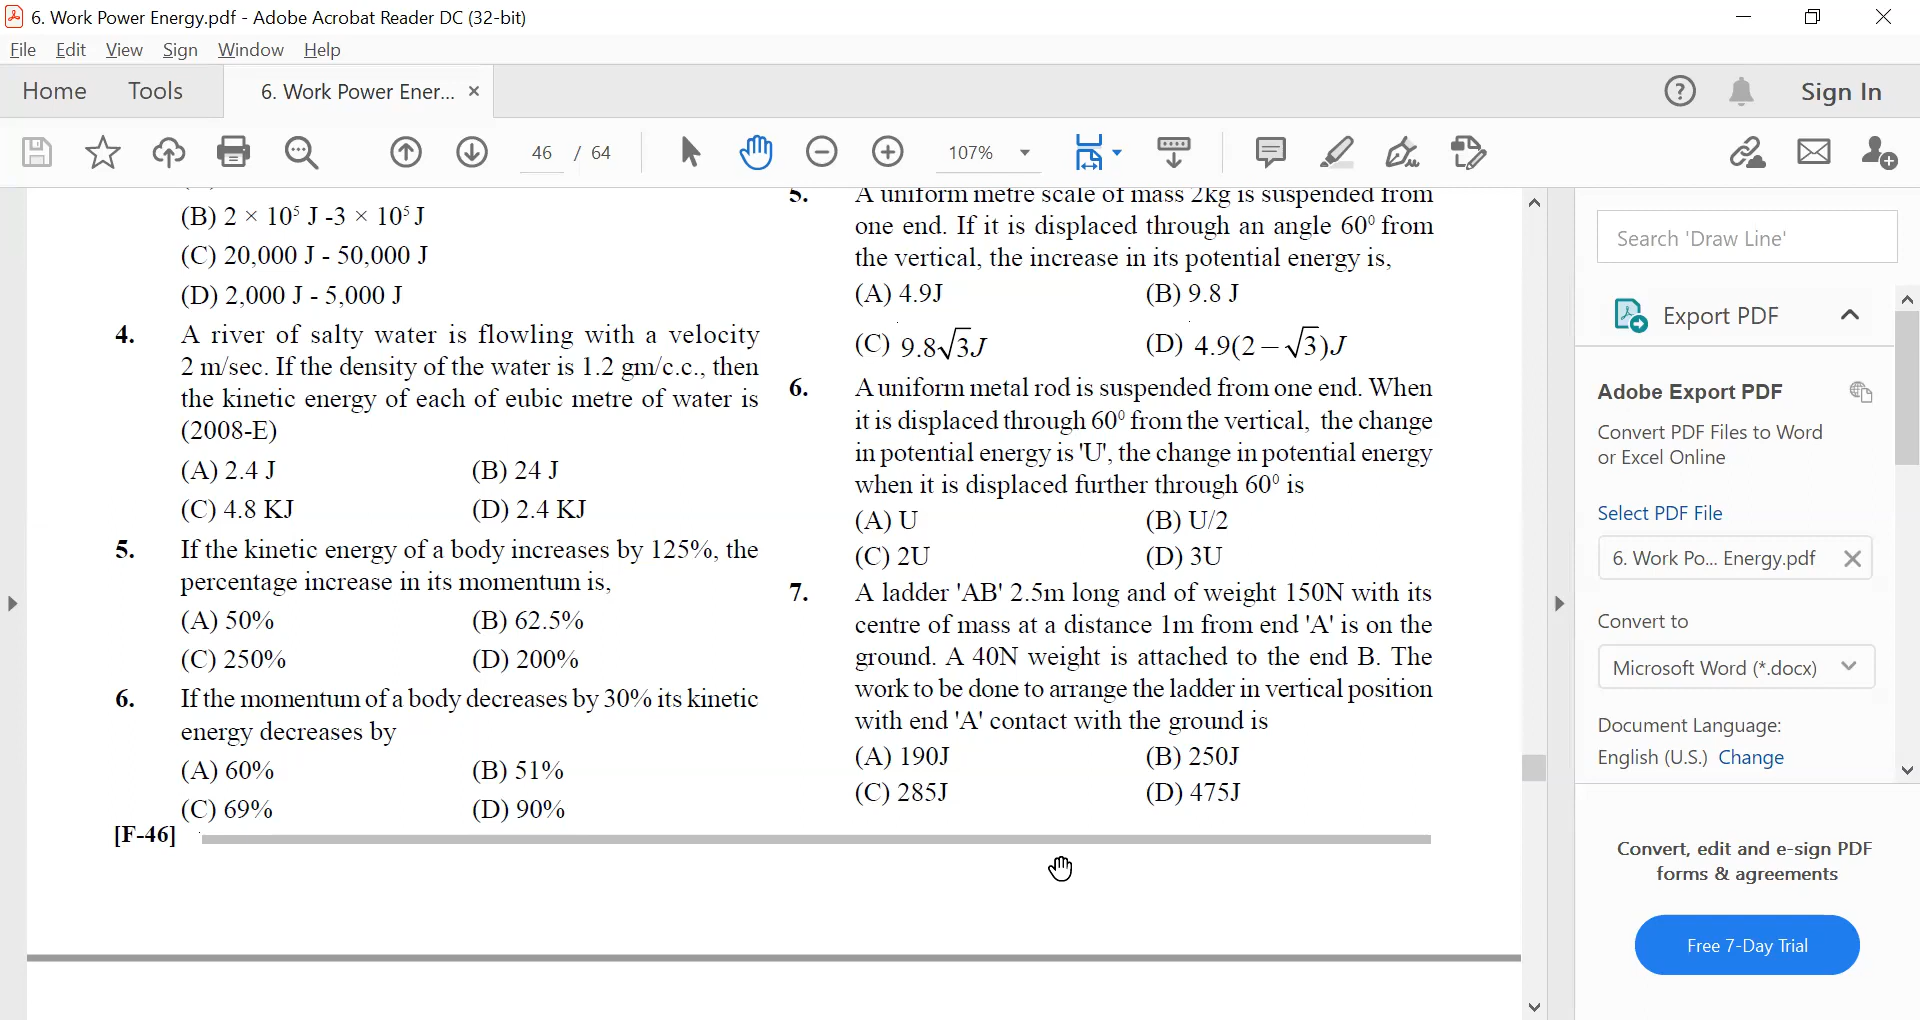 6. Work Power Energy.pdf - Adobe Acrobat Reader DC (32-bit)
File Edit View Sign Window Help
Home Tools 6. Work Power Ener... × Sign In
46 / 64 107%
(B) 2 × 10⁵ J -3 × 10⁵ J
(C) 20,000 J - 50,000 J
(D) 2,000 J - 5,000 J
4. A river of salty water is flowling with a velocity
2 m/sec. If the density of the water is 1.2 gm/c.c., then
the kinetic energy of each of eubic metre of water is
(2008-E)
(A) 2.4 J (B) 24 J
(C) 4.8 KJ (D) 2.4 KJ
5. If the kinetic energy of a body increases by 125%, the
percentage increase in its momentum is,
(A) 50% (B) 62.5%
(C) 250% (D) 200%
6. If the momentum of a body decreases by 30% its kinetic
energy decreases by
(A) 60% (B) 51%
(C) 69% (D) 90%
[F-46]
5. A uniform metre scale of mass 2kg is suspended from
one end. If it is displaced through an angle 60⁰ from
the vertical, the increase in its potential energy is,
(A) 4.9J (B) 9.8 J
(C) 9.8√3J (D) 4.9(2 – √3)J
6. A uniform metal rod is suspended from one end. When
it is displaced through 60⁰ from the vertical, the change
in potential energy is 'U', the change in potential energy
when it is displaced further through 60⁰ is
(A) U (B) U/2
(C) 2U (D) 3U
7. A ladder 'AB' 2.5m long and of weight 150N with its
centre of mass at a distance 1m from end 'A' is on the
ground. A 40N weight is attached to the end B. The
work to be done to arrange the ladder in vertical position
with end 'A' contact with the ground is
(A) 190J (B) 250J
(C) 285J (D) 475J
Search 'Draw Line'
Export PDF
Adobe Export PDF
Convert PDF Files to Word
or Excel Online
Select PDF File
6. Work Po... Energy.pdf
Convert to
Microsoft Word (*.docx)
Document Language:
English (U.S.) Change
Convert, edit and e-sign PDF
forms & agreements
Free 7-Day Trial